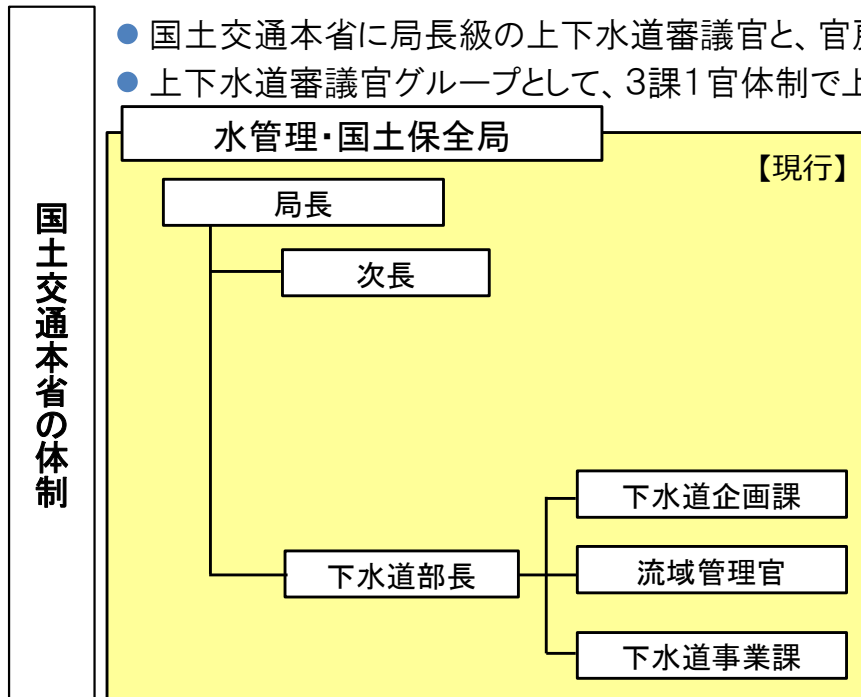 国土交通本省の体制
● 国土交通本省に局長級の上下水道審議官と、官
● 上下水道審議官グループとして、3課1官体制で上
水管理・国土保全局
【現行】
局長
次長
下水道企画課
下水道部長
流域管理官
下水道事業課